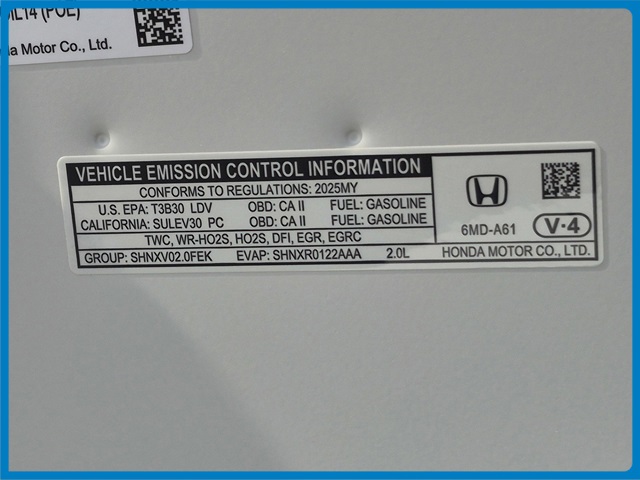 (POE)
Motor Co., Ltd.
VEHICLE EMISSION CONTROL INFORMATION
CONFORMS TO REGULATIONS: 2025MY
U.S. EPA: T3B30 LDV OBD: CA II FUEL: GASOLINE
CALIFORNIA: SULEV30 PC OBD: CA II FUEL: GASOLINE
TWC, WR-HO2S, HO2S, DFI, EGR, EGRC
GROUP: SHNXV02.0FEK EVAP: SHNXR0122AAA 2.0L
6MD-A61 V-4
HONDA MOTOR CO., LTD.